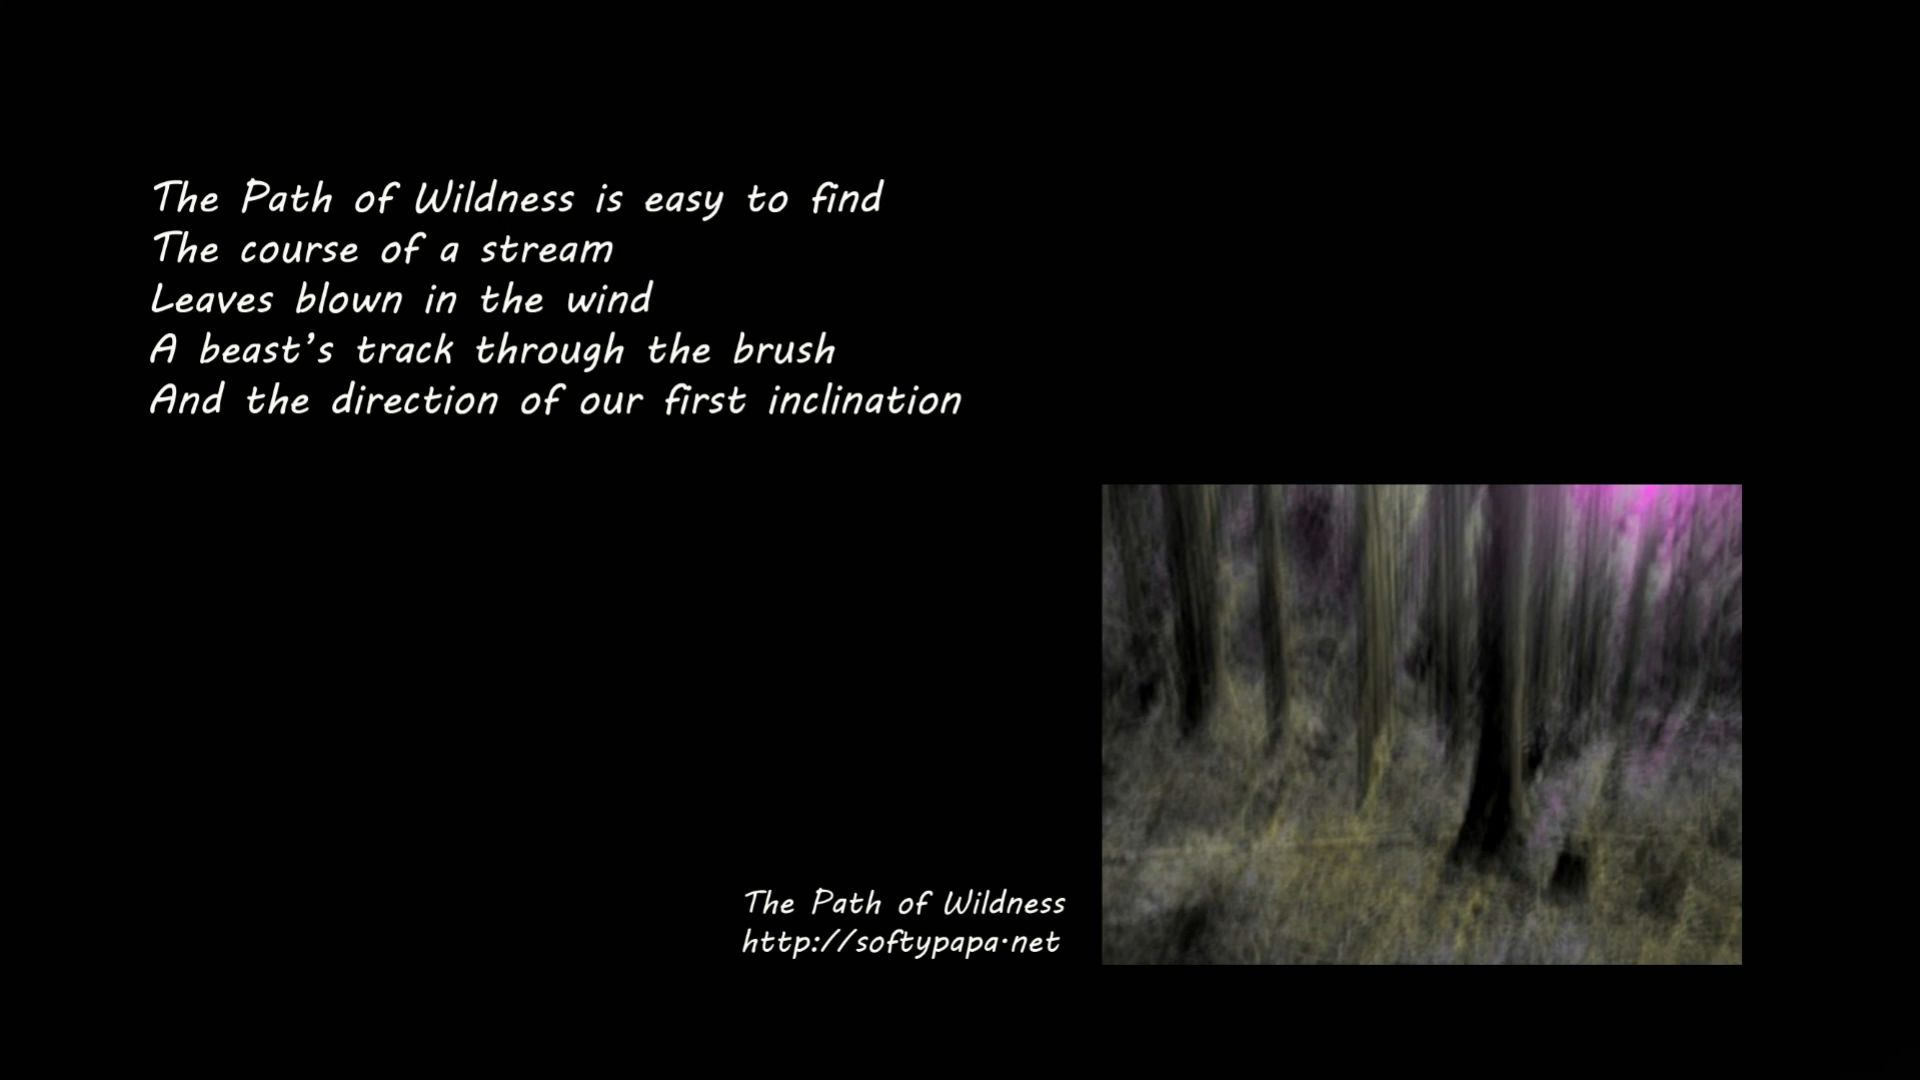 The Path of Wildness is easy to find
The course of a stream
Leaves blown in the wind
A beast’s track through the brush
And the direction of our first inclination
The Path of Wildness
http://softypapa.net